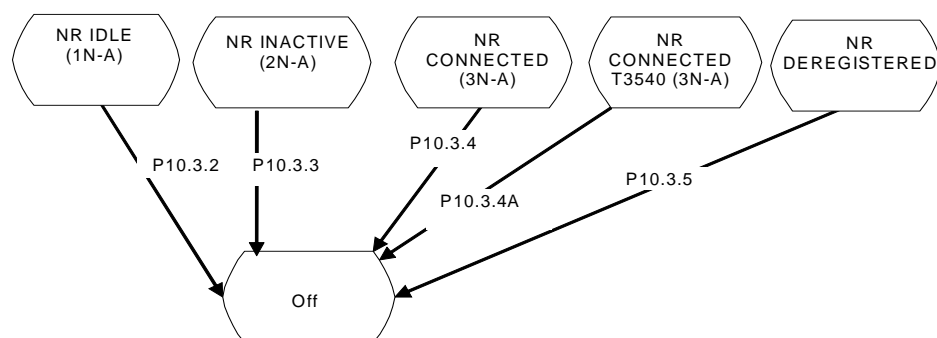 NR IDLE
(1N-A)
NR INACTIVE
(2N-A)
NR
CONNECTED
(3N-A)
NR
CONNECTED
T3540 (3N-A)
NR
DEREGISTERED
P10.3.2
P10.3.3
P10.3.4
P10.3.4A
P10.3.5
Off